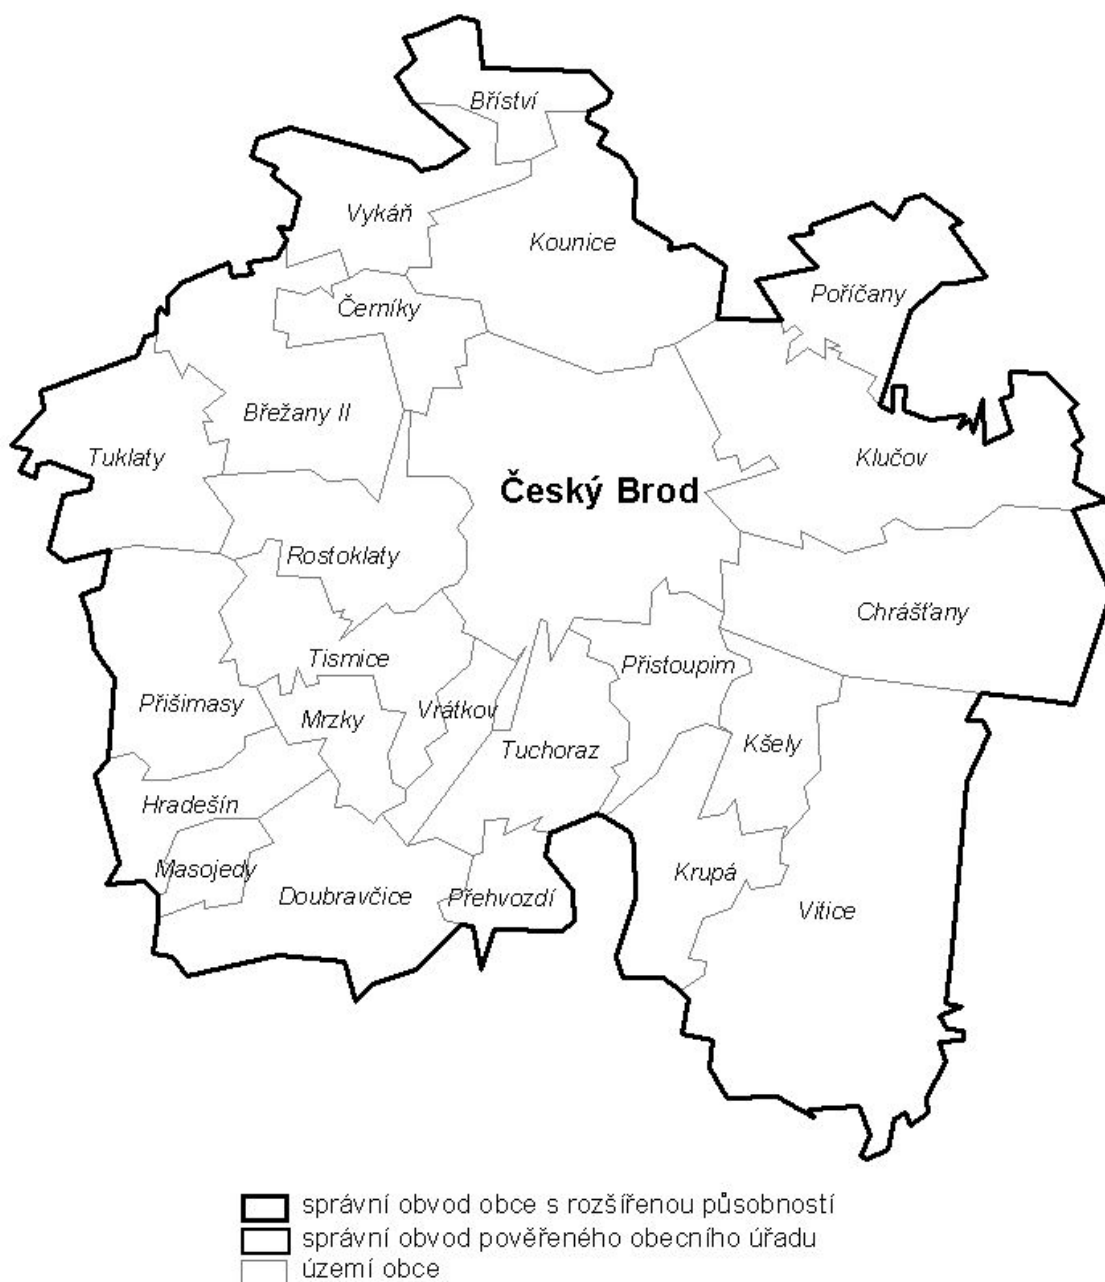 Bříství
Vykáň
Kounice
Poříčany
Černíky
Břežany II
Tuklaty
Klučov
Český Brod
Rostoklaty
Chrášťany
Tismice
Přistoupim
Přišimasy
Mrzky
Vrátkov
Tuchoraz
Kšely
Hradešín
Masojedy
Doubravčice
Přehvozdí
Krupá
Vitice
správní obvod obce s rozšířenou působností
správní obvod pověřeného obecního úřadu
území obce